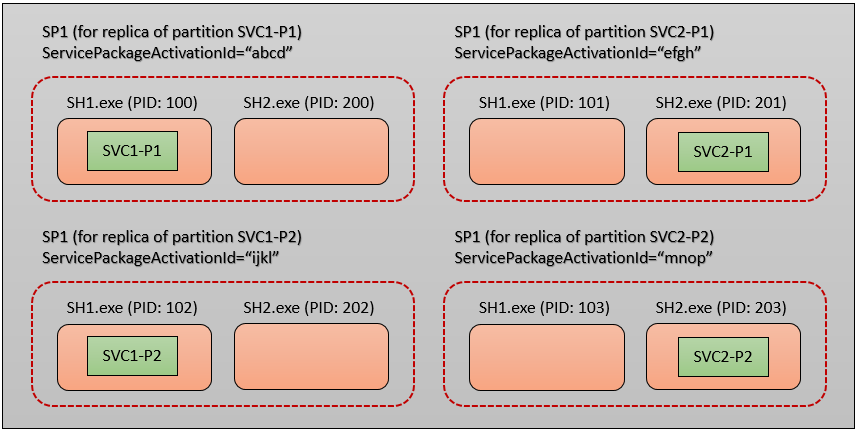 SP1 (for replica of partition SVC1-P1)
ServicePackageActivationId=“abcd”
SH1.exe (PID: 100)
SH2.exe (PID: 200)
SVC1-P1
SP1 (for replica of partition SVC2-P1)
ServicePackageActivationId=“efgh”
SH1.exe (PID: 101)
SH2.exe (PID: 201)
SVC2-P1
SP1 (for replica of partition SVC1-P2)
ServicePackageActivationId=“ijkl”
SH1.exe (PID: 102)
SH2.exe (PID: 202)
SVC1-P2
SP1 (for replica of partition SVC2-P2)
ServicePackageActivationId=“mnop”
SH1.exe (PID: 103)
SH2.exe (PID: 203)
SVC2-P2